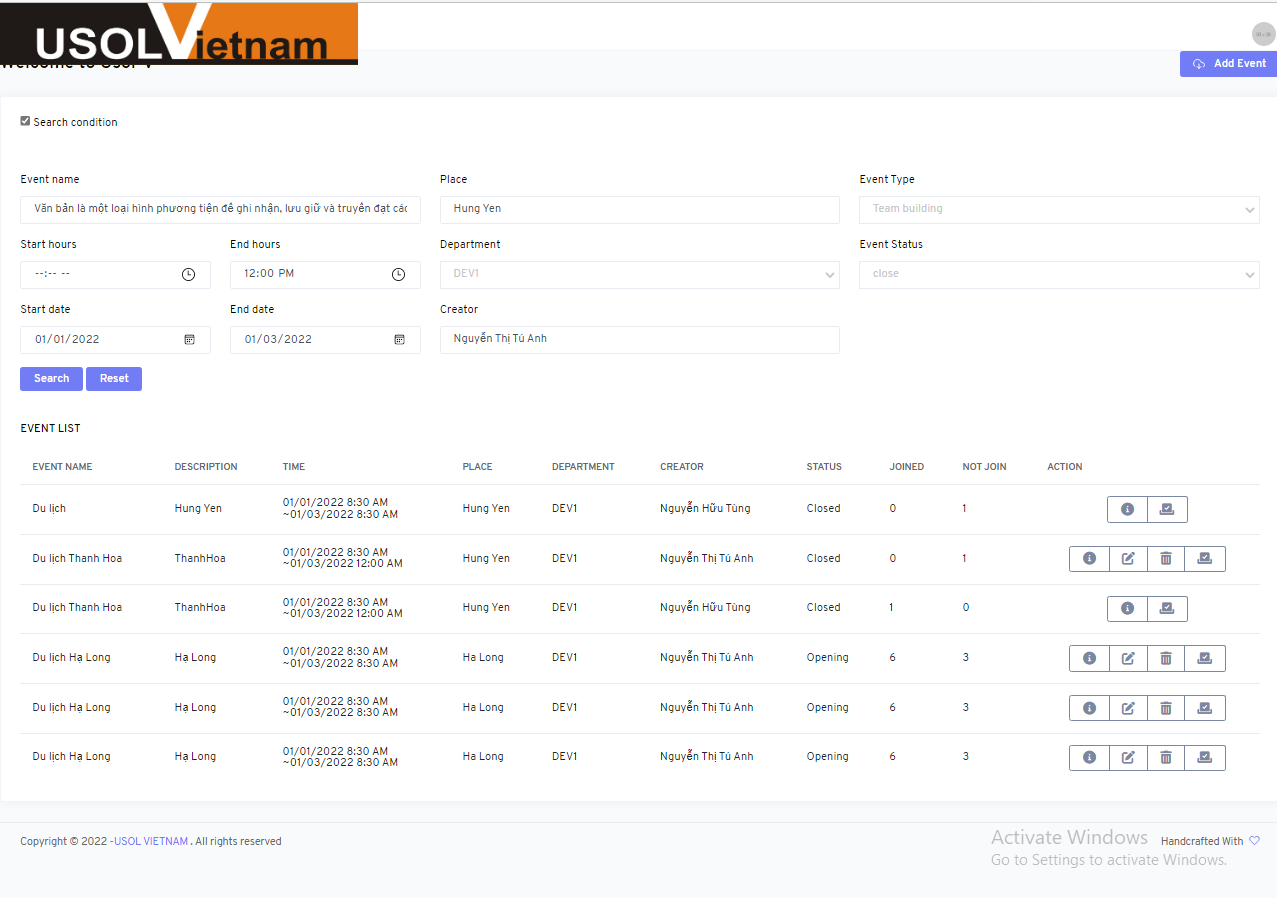 USOLVietnam
Welcome to Usol V
Add Event
Search condition
Event name Place Event Type
Văn bản là một loại hình phương tiện để ghi nhận, lưu giữ và truyền đạt các Hung Yen Team building
Start hours End hours Department Event Status
--:-- -- 12:00 PM DEV1 close
Start date End date Creator
01/01/2022 01/03/2022 Nguyễn Thị Tú Anh
Search Reset
EVENT LIST
EVENT NAME DESCRIPTION TIME PLACE DEPARTMENT CREATOR STATUS JOINED NOT JOIN ACTION
Du lịch Hung Yen 01/01/2022 8:30 AM Hung Yen DEV1 Nguyễn Hữu Tùng Closed 0 1
~01/03/2022 8:30 AM
Du lịch Thanh Hoa ThanhHoa 01/01/2022 8:30 AM Hung Yen DEV1 Nguyễn Thị Tú Anh Closed 0 1
~01/03/2022 12:00 AM
Du lịch Thanh Hoa ThanhHoa 01/01/2022 8:30 AM Hung Yen DEV1 Nguyễn Hữu Tùng Closed 1 0
~01/03/2022 12:00 AM
Du lịch Hạ Long Hạ Long 01/01/2022 8:30 AM Ha Long DEV1 Nguyễn Thị Tú Anh Opening 6 3
~01/03/2022 8:30 AM
Du lịch Hạ Long Hạ Long 01/01/2022 8:30 AM Ha Long DEV1 Nguyễn Thị Tú Anh Opening 6 3
~01/03/2022 8:30 AM
Du lịch Hạ Long Hạ Long 01/01/2022 8:30 AM Ha Long DEV1 Nguyễn Thị Tú Anh Opening 6 3
~01/03/2022 8:30 AM
Copyright © 2022 -USOL VIETNAM . All rights reserved
Activate Windows
Handcrafted With
Go to Settings to activate Windows.